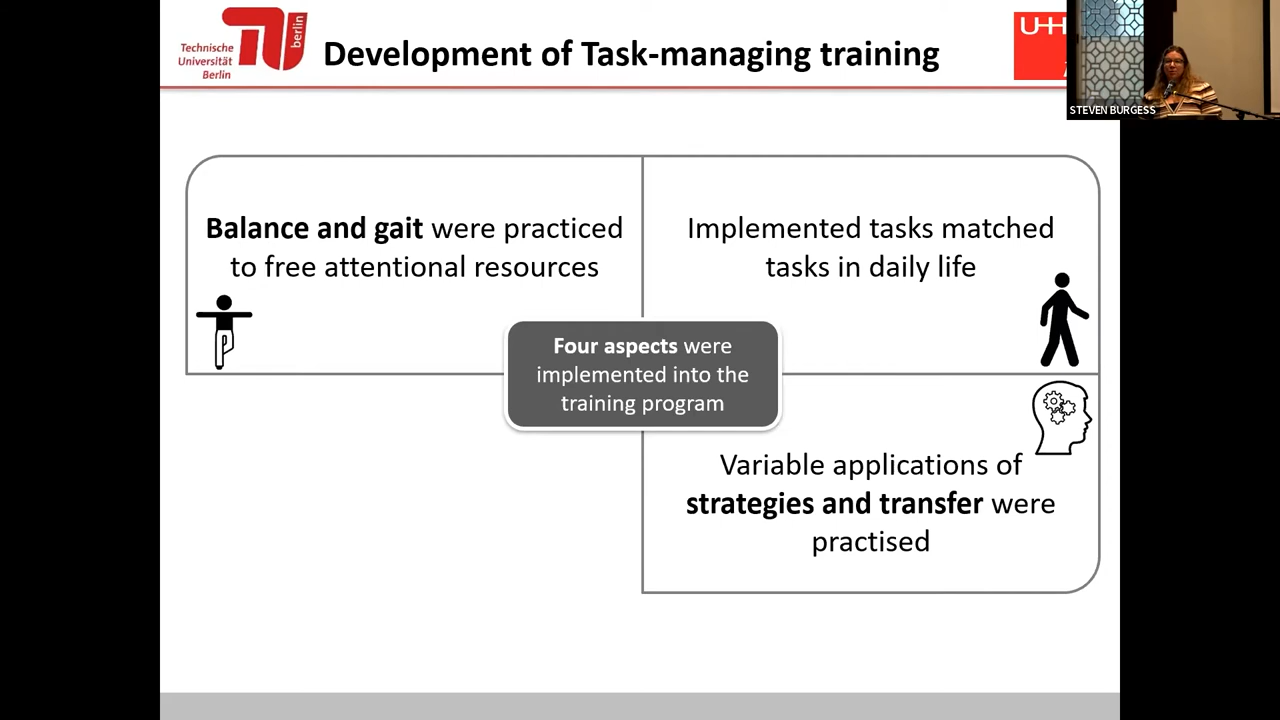 Technische
Universität
Berlin
berlin
Development of Task-managing training
STEVEN BURGESS
Balance and gait were practiced
to free attentional resources
Implemented tasks matched
tasks in daily life
Four aspects were
implemented into the
training program
Variable applications of
strategies and transfer were
practised